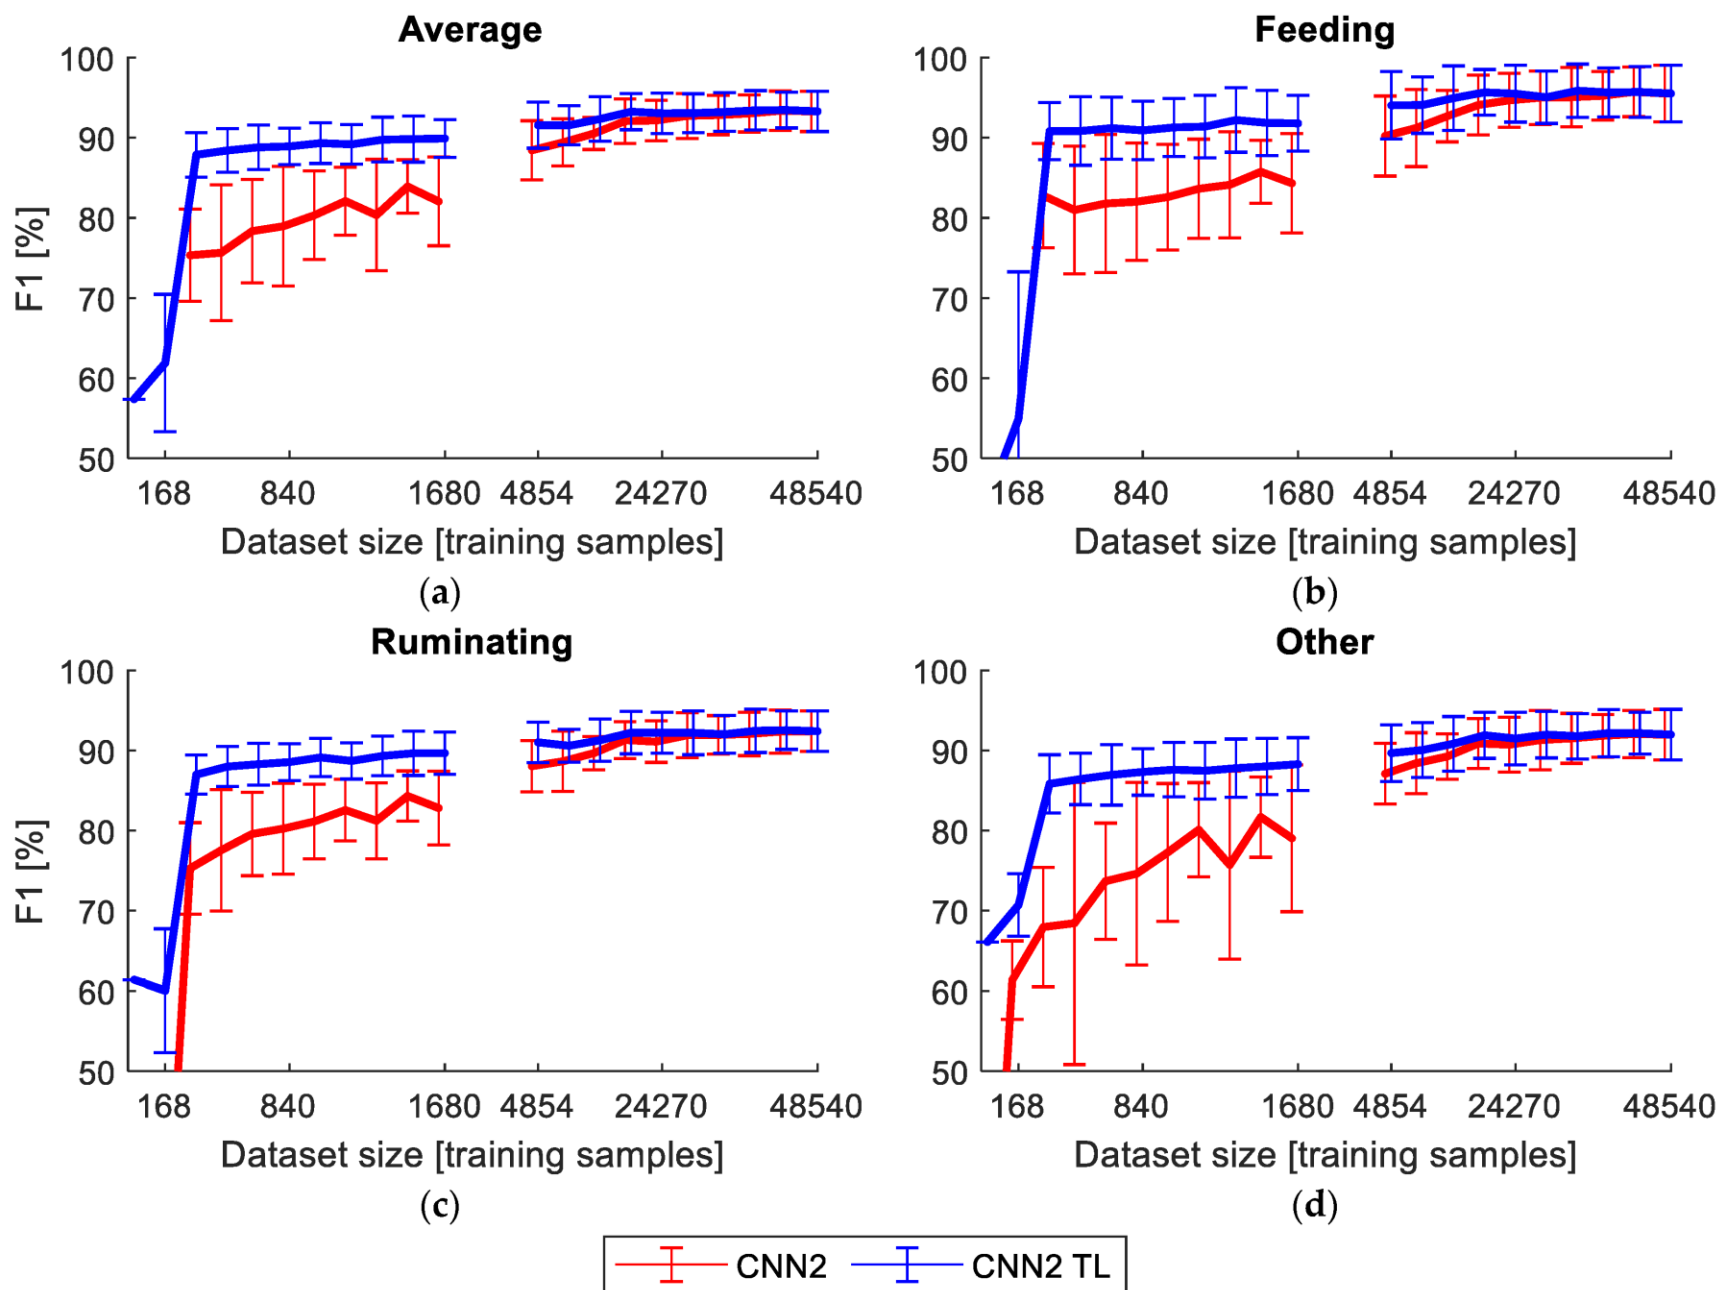 Average
100
90
80
70
60
50
F1 [%]
168 840 1680 4854 24270 48540
Dataset size [training samples]
(a)
Feeding
100
90
80
70
60
50
168 840 1680 4854 24270 48540
Dataset size [training samples]
(b)
Ruminating
100
90
80
70
60
50
F1 [%]
168 840 1680 4854 24270 48540
Dataset size [training samples]
(c)
Other
100
90
80
70
60
50
168 840 1680 4854 24270 48540
Dataset size [training samples]
(d)
CNN2 CNN2 TL